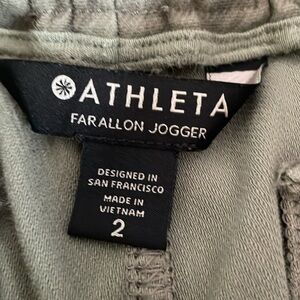 ATHLETA
FARALLON JOGGER
DESIGNED IN
SAN FRANCISCO
MADE IN
VIETNAM
2